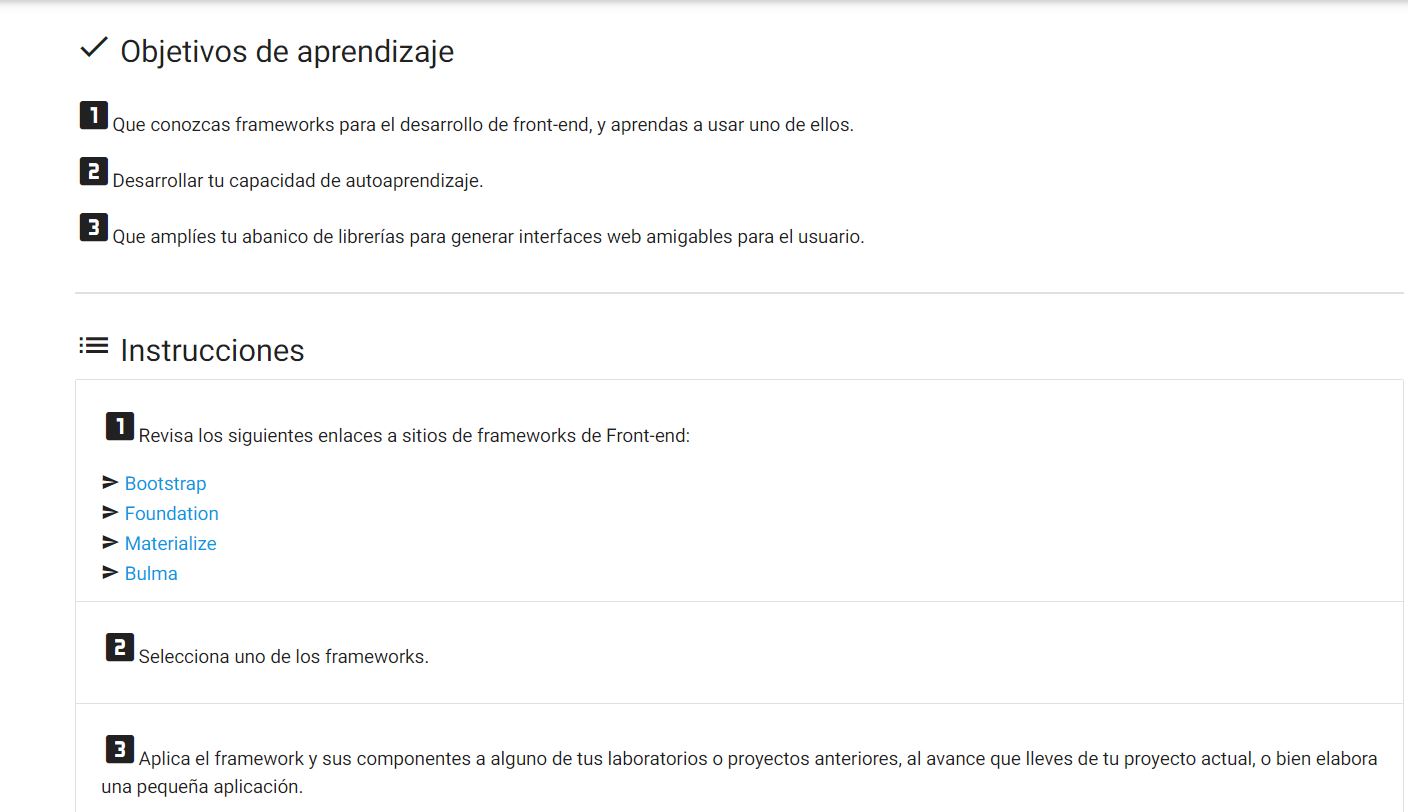 Objetivos de aprendizaje
1 Que conozcas frameworks para el desarrollo de front-end, y aprendas a usar uno de ellos.
2 Desarrollar tu capacidad de autoaprendizaje.
3 Que amplíes tu abanico de librerías para generar interfaces web amigables para el usuario.
Instrucciones
1 Revisa los siguientes enlaces a sitios de frameworks de Front-end:
Bootstrap
Foundation
Materialize
Bulma
2 Selecciona uno de los frameworks.
3 Aplica el framework y sus componentes a alguno de tus laboratorios o proyectos anteriores, al avance que lleves de tu proyecto actual, o bien elabora
una pequeña aplicación.